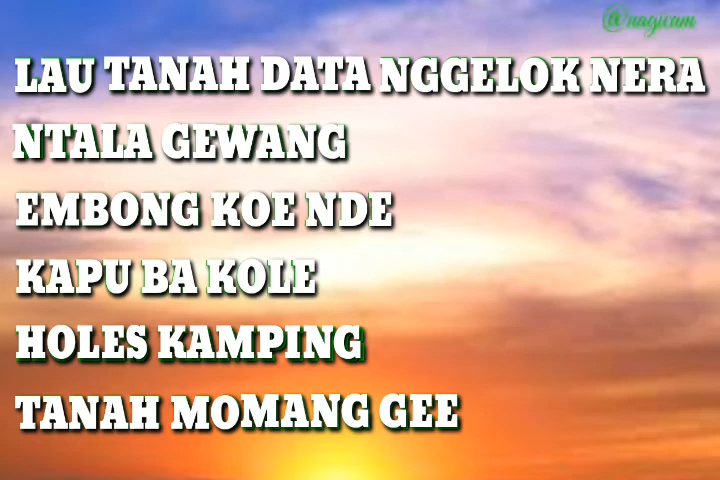 @nagicam
LAU TANAH DATA NGGELOK NERA
NTALA GEWANG
EMBONG KOE NDE
KAPU BA KOLE
HOLES KAMPING
TANAH MOMANG GEE